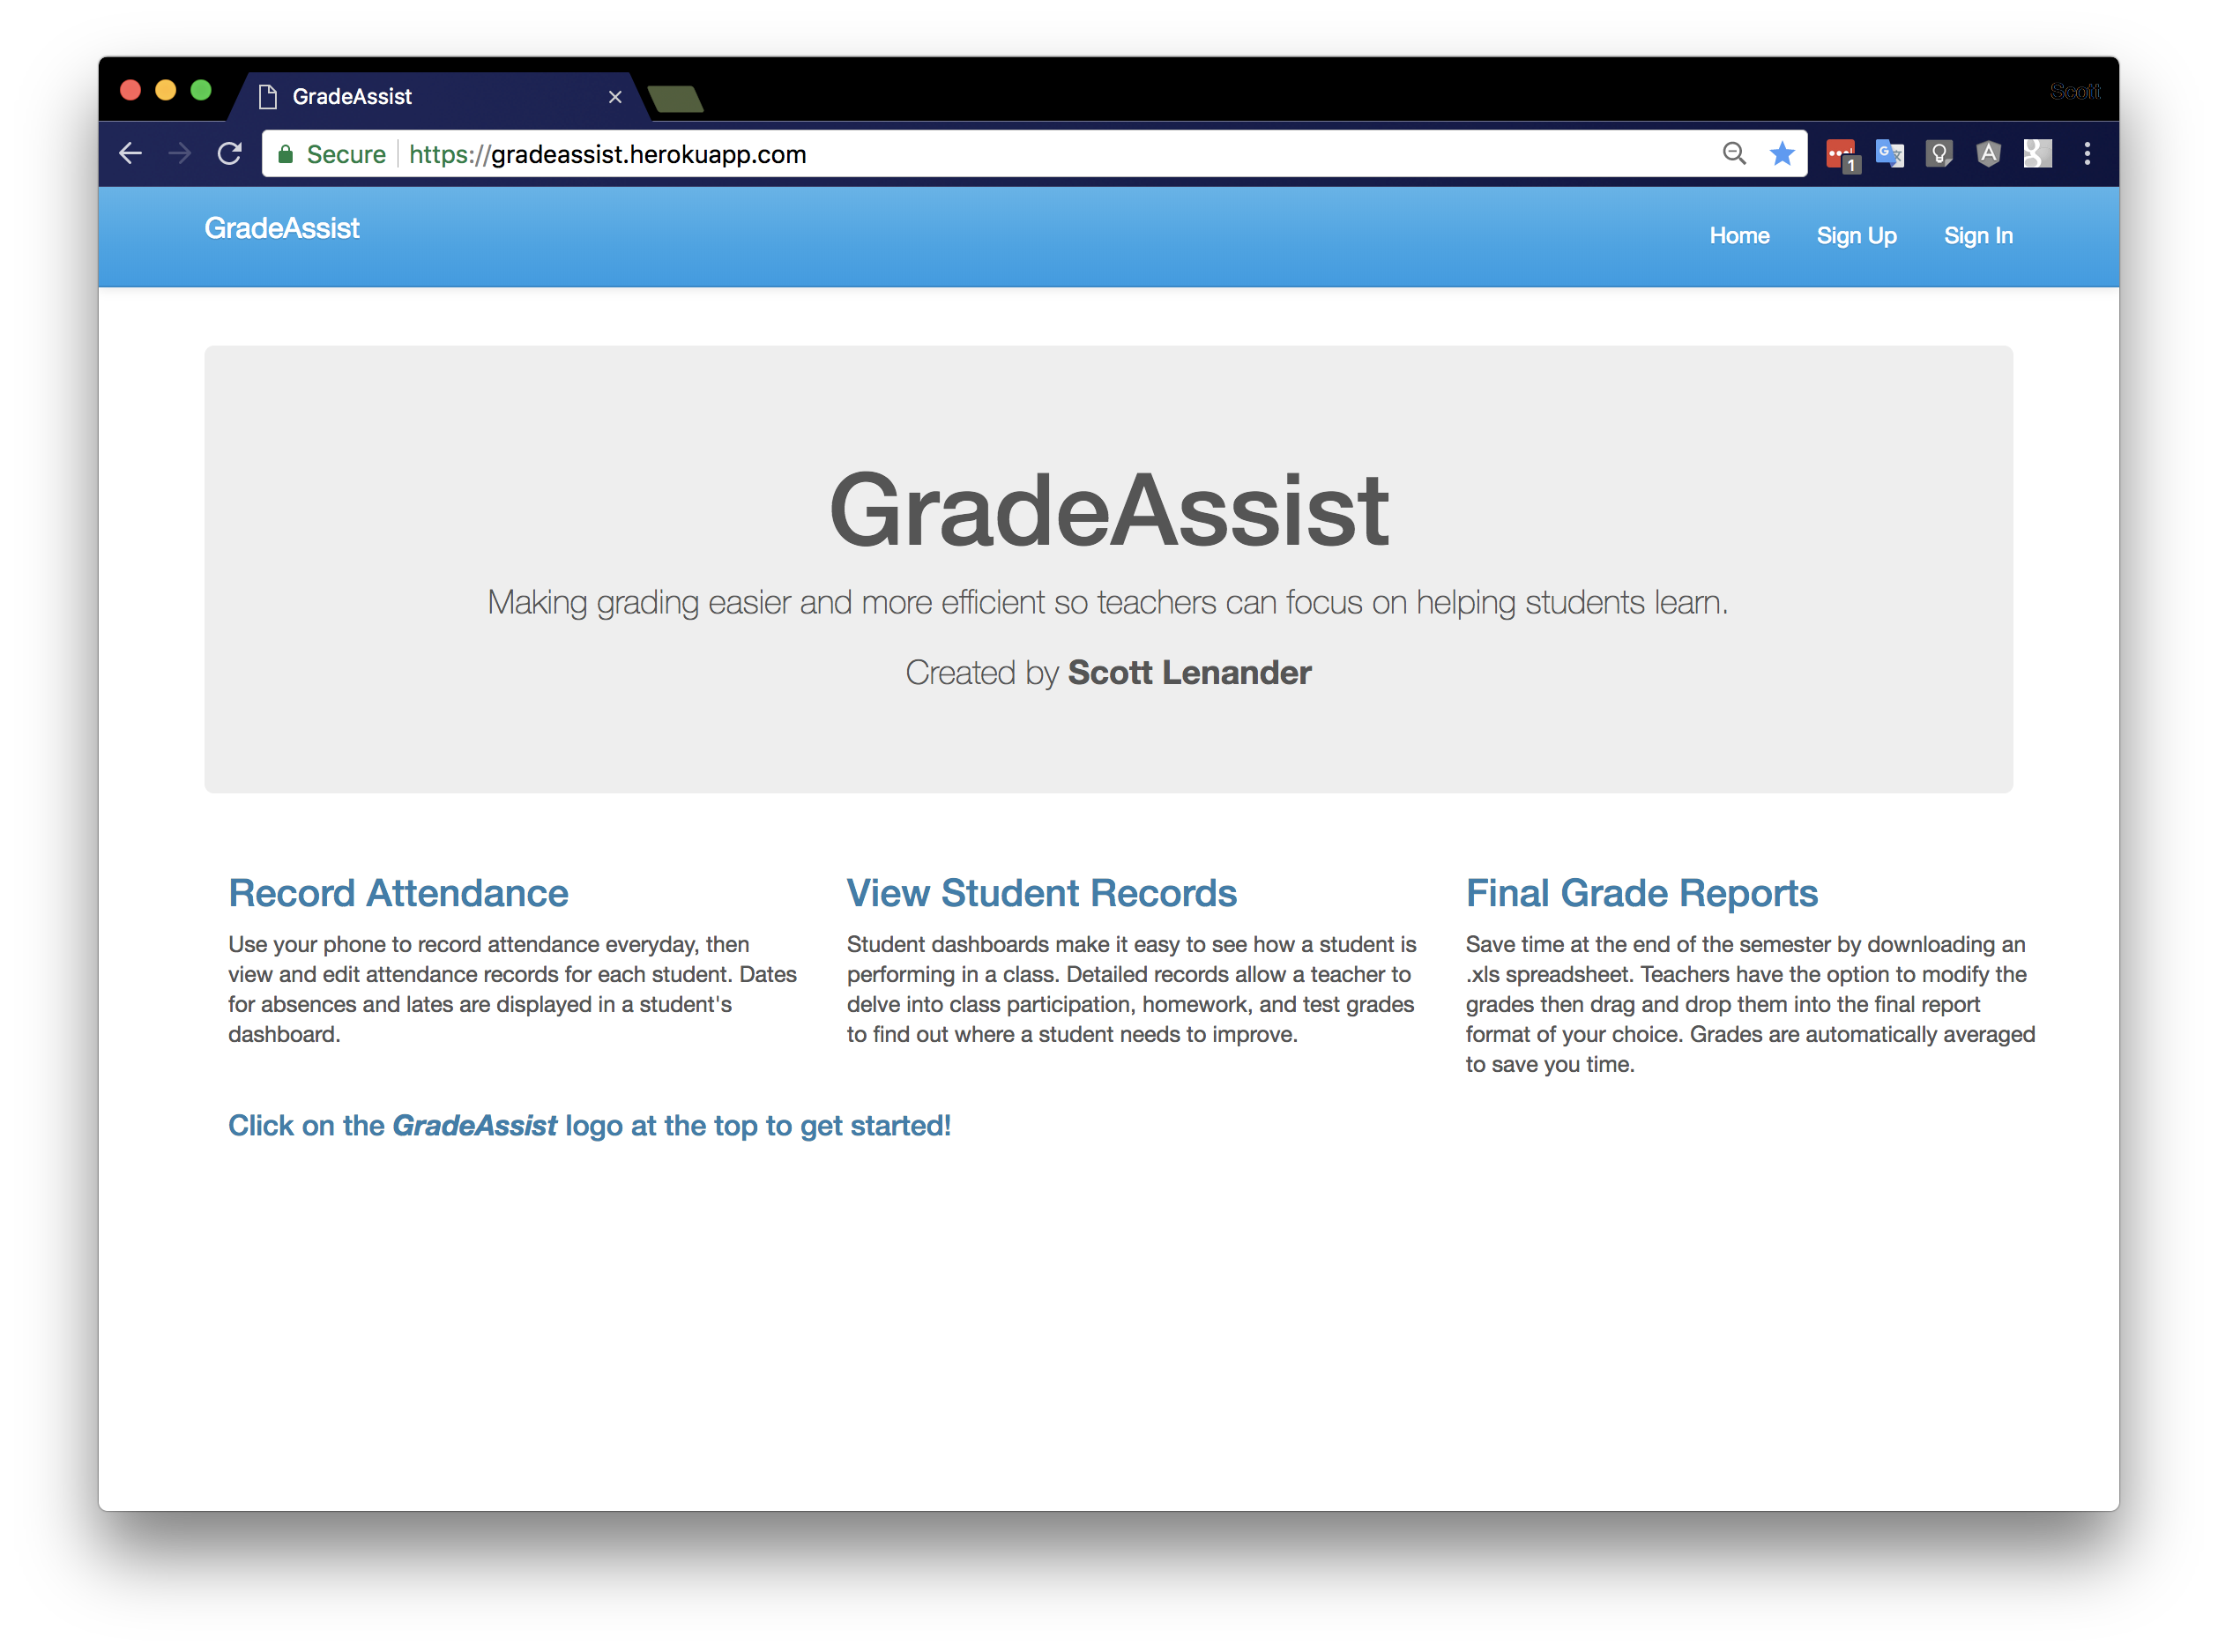 GradeAssist
Scott
Secure
https://gradeassist.herokuapp.com
1
GradeAssist
Home
Sign Up
Sign In
GradeAssist
Making grading easier and more efficient so teachers can focus on helping students learn.
Created by Scott Lenander
Record Attendance
Use your phone to record attendance everyday, then
view and edit attendance records for each student. Dates
for absences and lates are displayed in a student's
dashboard.
View Student Records
Student dashboards make it easy to see how a student is
performing in a class. Detailed records allow a teacher to
delve into class participation, homework, and test grades
to find out where a student needs to improve.
Final Grade Reports
Save time at the end of the semester by downloading an
.xls spreadsheet. Teachers have the option to modify the
grades then drag and drop them into the final report
format of your choice. Grades are automatically averaged
to save you time.
Click on the GradeAssist logo at the top to get started!